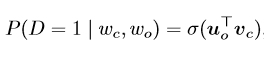 P(D = 1 | w_c, w_o) = σ(u_o^⊤ v_c)